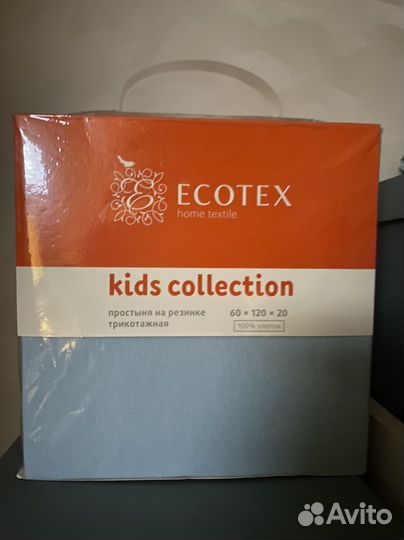 ECOTEX
home textile
kids collection
простыня на резинке 60 × 120 × 20
трикотажная 100% хлопок
Avito